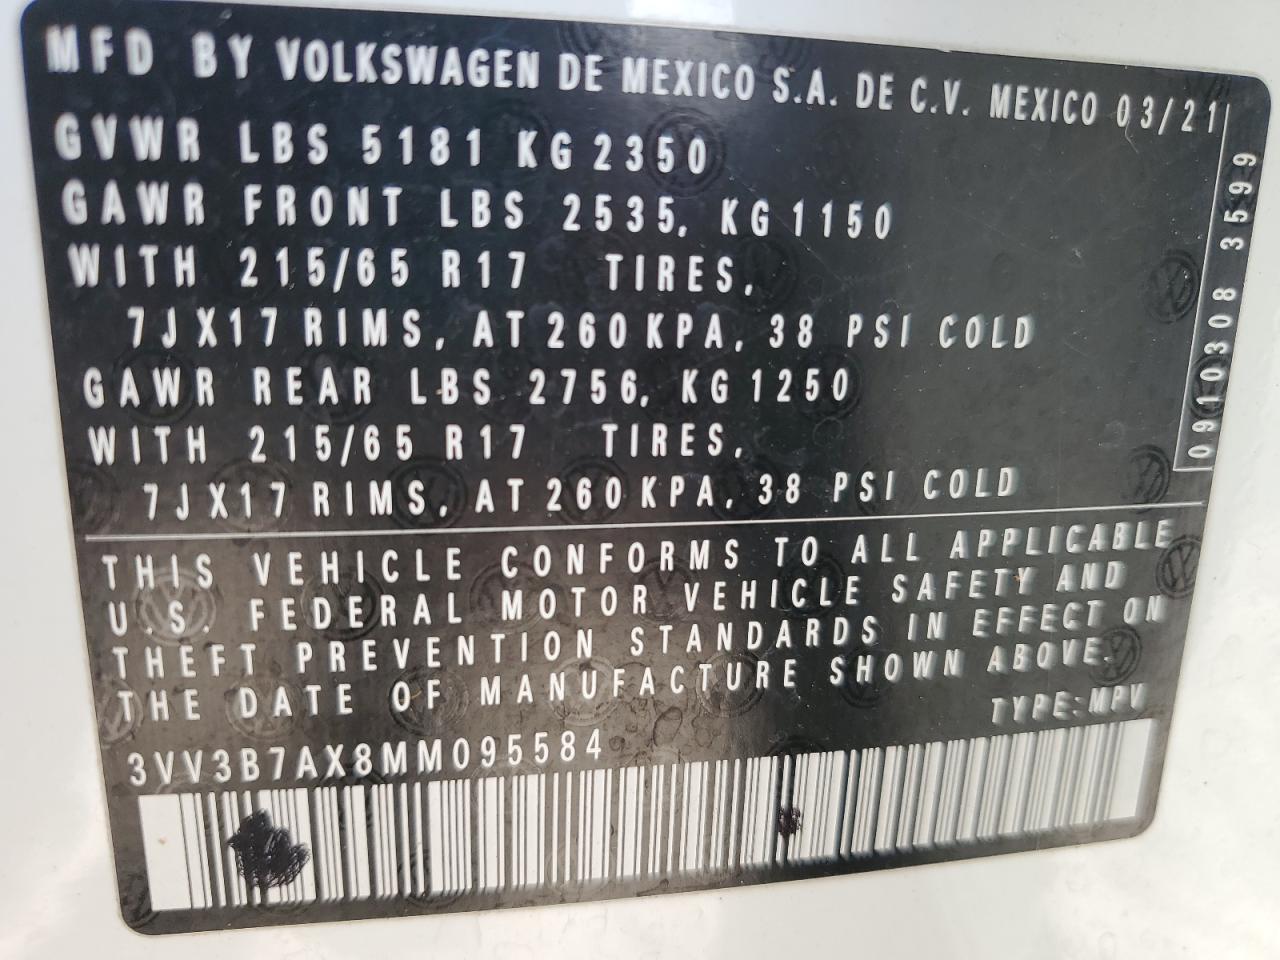 MFD BY VOLKSWAGEN DE MEXICO S.A. DE C.V. MEXICO 03/21
GVWR LBS 5181 KG 2350
GAWR FRONT LBS 2535, KG 1150
WITH 215/65 R17 TIRES,
7JX17 RIMS, AT 260KPA, 38 PSI COLD
GAWR REAR LBS 2756, KG 1250
WITH 215/65 R17 TIRES,
7JX17 RIMS, AT 260KPA, 38 PSI COLD
0910308 3599
THIS VEHICLE CONFORMS TO ALL APPLICABLE
U.S. FEDERAL MOTOR VEHICLE SAFETY AND
THEFT PREVENTION STANDARDS IN EFFECT ON
THE DATE OF MANUFACTURE SHOWN ABOVE.
TYPE: MPV
3VV3B7AX8MM095584